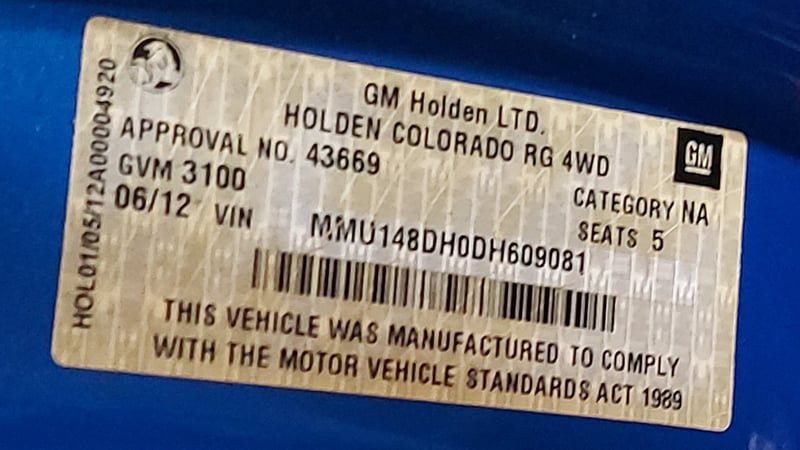 GM Holden LTD.
HOLDEN COLORADO RG 4WD
GM
APPROVAL NO. 43669
GVM 3100
CATEGORY NA
06/12 VIN MMU148DH0DH609081
SEATS 5
THIS VEHICLE WAS MANUFACTURED TO COMPLY
WITH THE MOTOR VEHICLE STANDARDS ACT 1989
HOL01/05/12A00004920